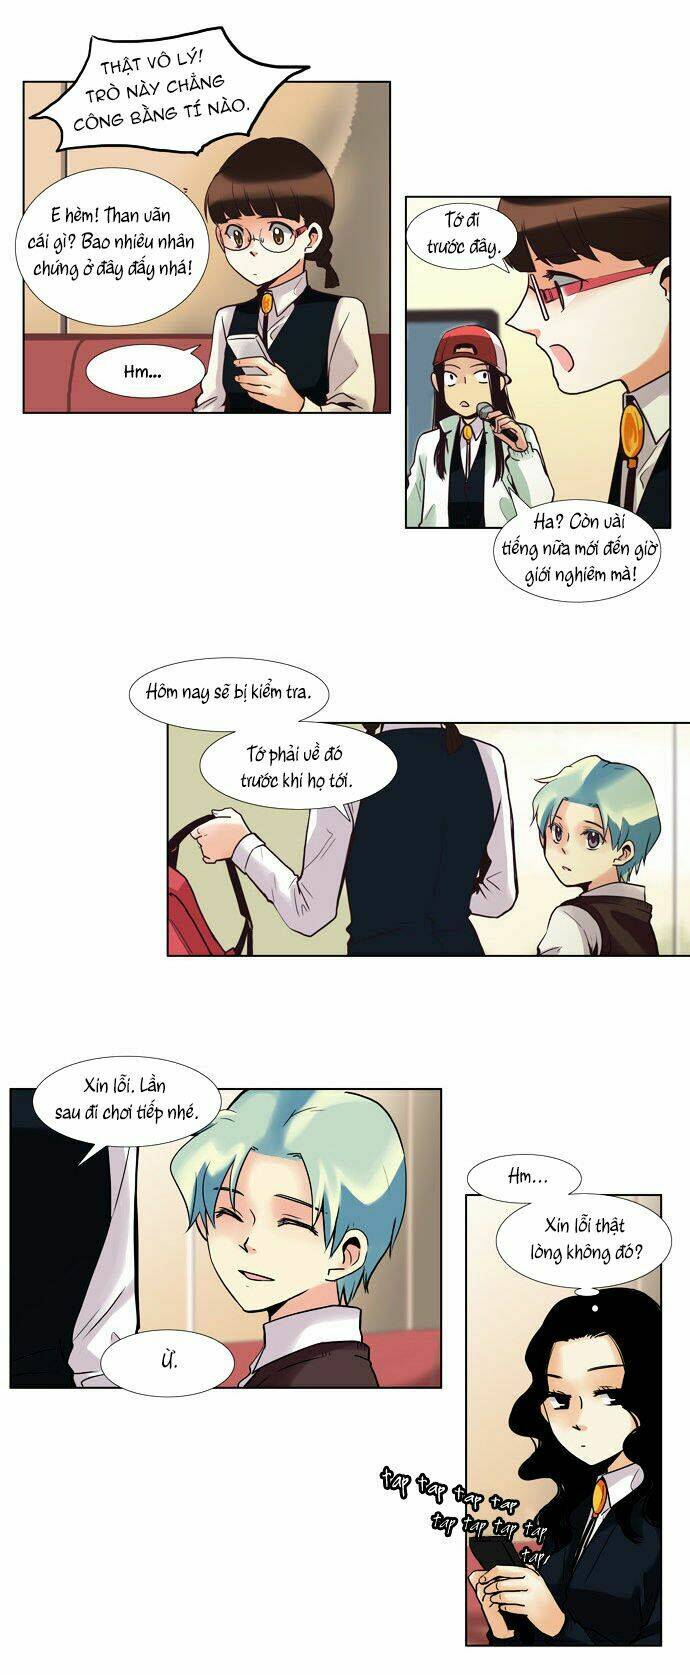 THẬT VÔ LÝ!
TRÒ NÀY CHẲNG
CÔNG BẰNG TÍ NÀO.
E hèm! Than vãn
cái gì? Bao nhiêu nhân
chứng ở đây đấy nhá!
Hm...
Tớ đi
trước đây.
Ha? Còn vài
tiếng nữa mới đến giờ
giới nghiêm mà!
Hôm nay sẽ bị kiểm tra.
Tớ phải về đó
trước khi họ tới.
Xin lỗi. Lần
sau đi chơi tiếp nhé.
Ừ.
Hm...
Xin lỗi thật
lòng không đó?
tap tap tap tap
tap tap tap tap
tap